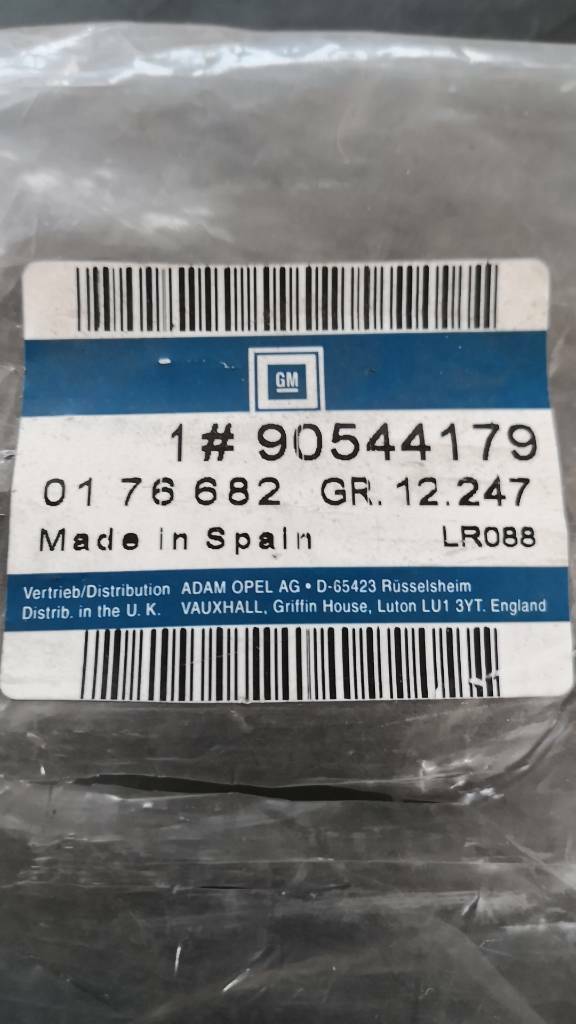 GM
1# 90544179
01 76 682 GR. 12.247
Made in Spain LR088
Vertrieb/Distribution ADAM OPEL AG • D-65423 Rüsselsheim
Distrib. in the U. K. VAUXHALL, Griffin House, Luton LU1 3YT. England